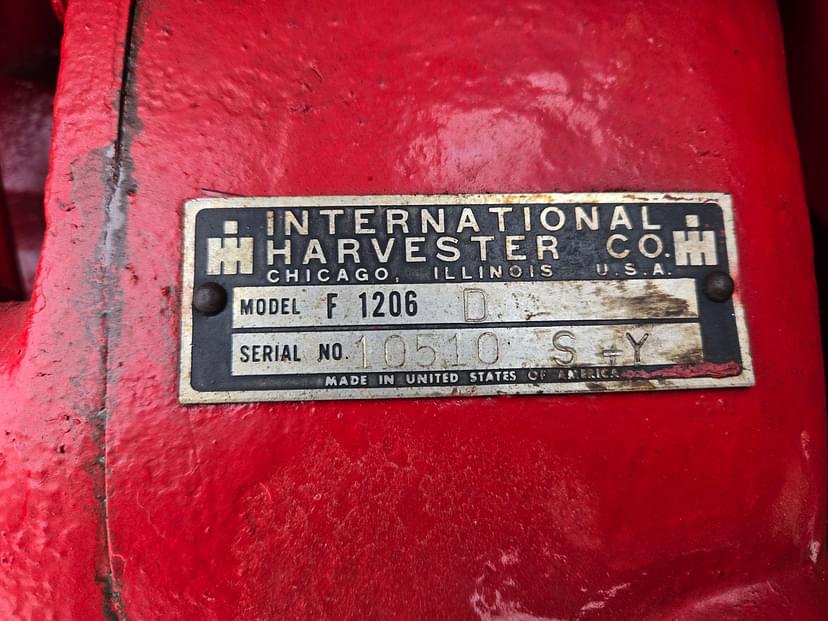 INTERNATIONAL
HARVESTER CO.
CHICAGO, ILLINOIS U.S.A.
MODEL F 1206 D
SERIAL NO. 10510 S-Y
MADE IN UNITED STATES OF AMERICA